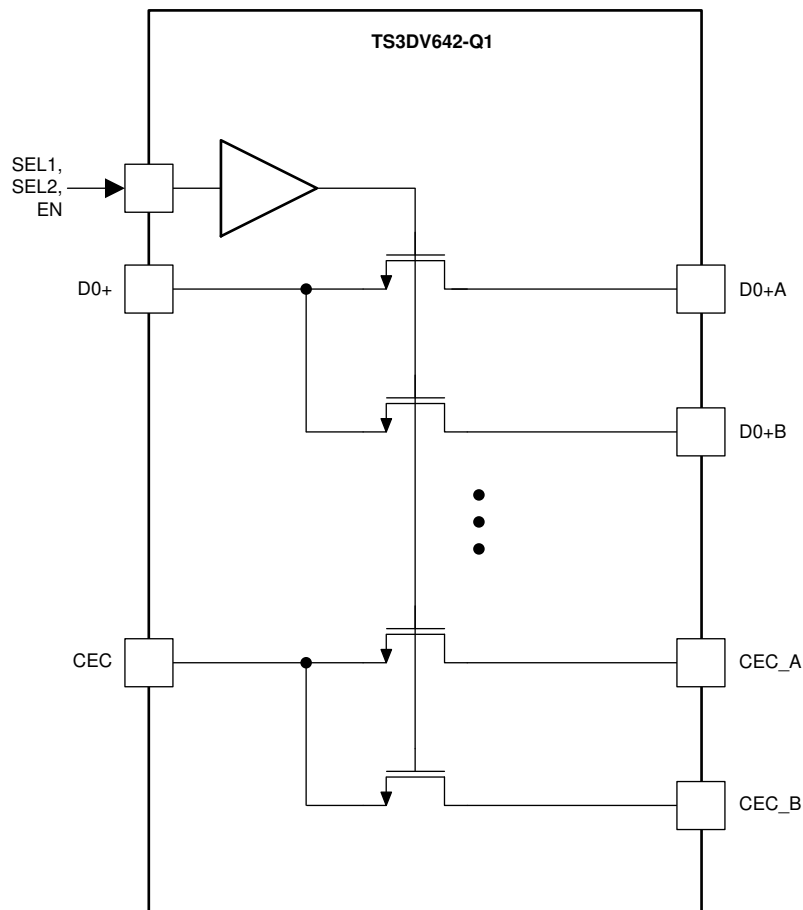 TS3DV642-Q1
SEL1,
SEL2,
EN
D0+
D0+A
D0+B
CEC
CEC_A
CEC_B